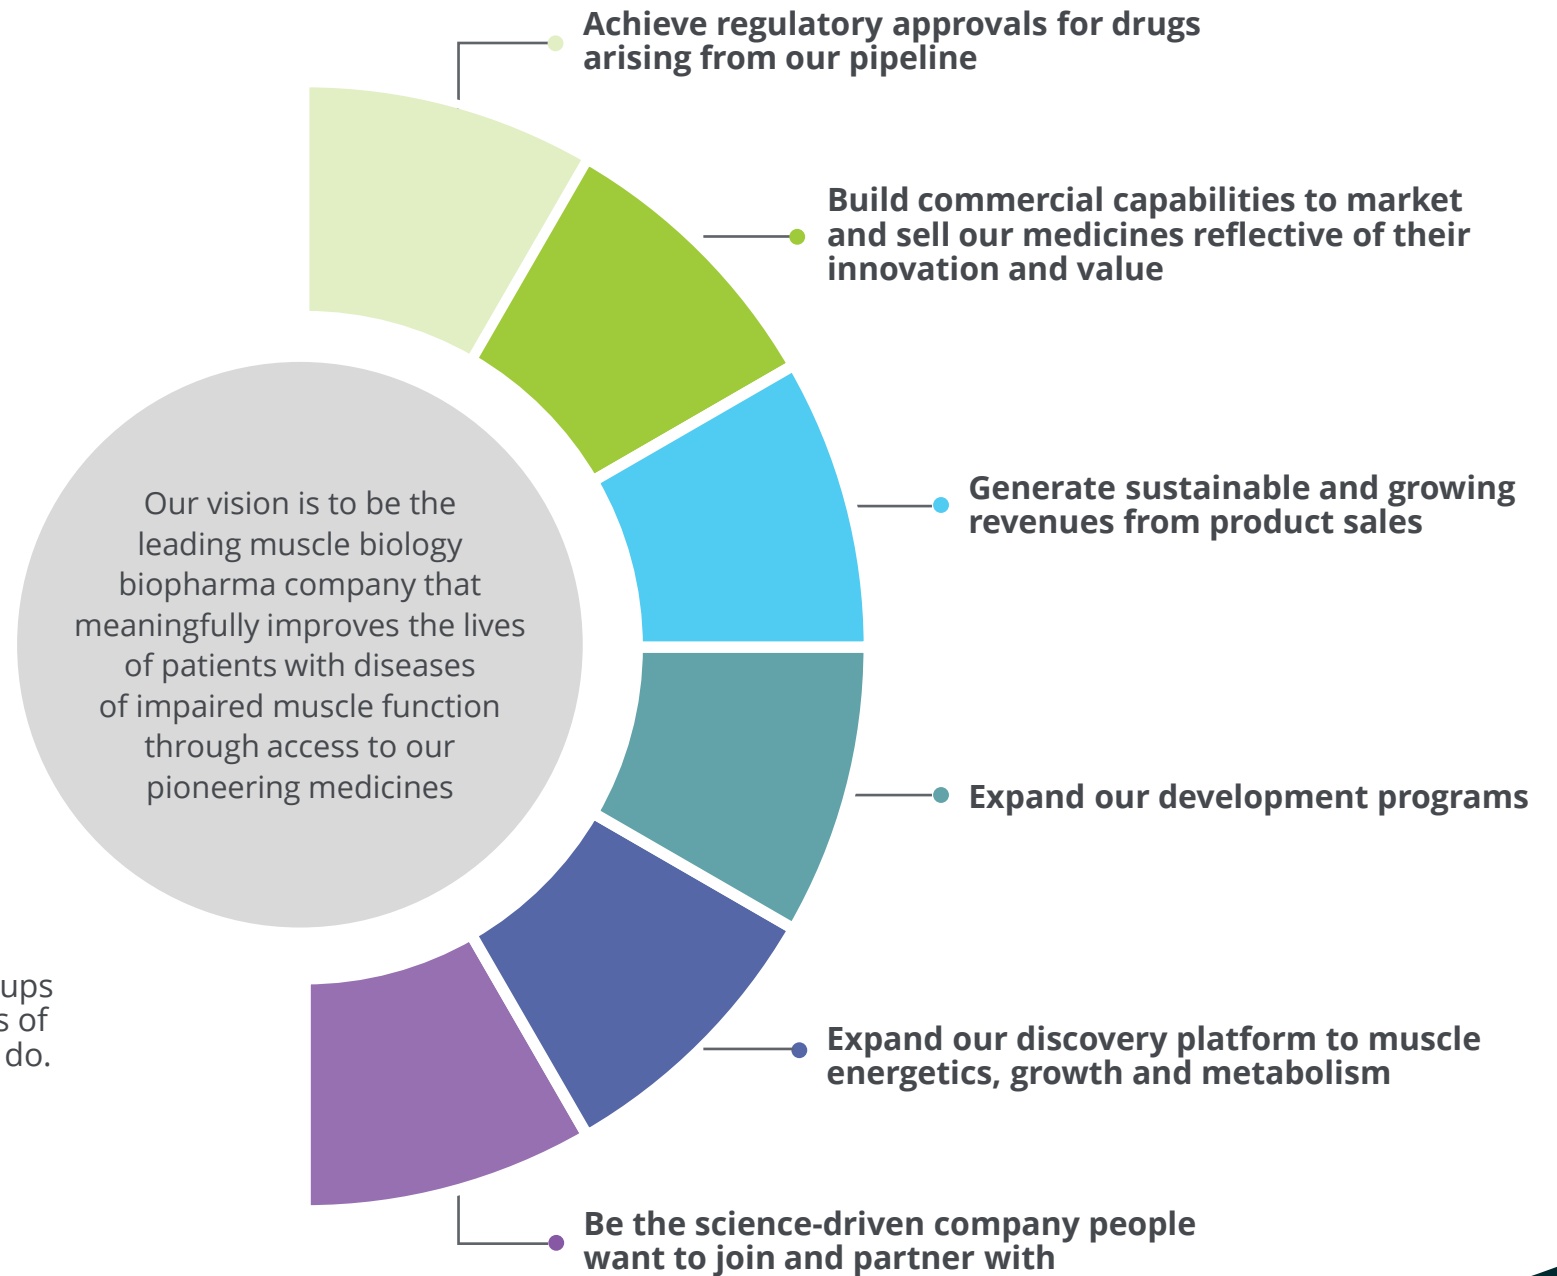 Achieve regulatory approvals for drugs
arising from our pipeline
Build commercial capabilities to market
and sell our medicines reflective of their
innovation and value
Generate sustainable and growing
revenues from product sales
Our vision is to be the
leading muscle biology
biopharma company that
meaningfully improves the lives
of patients with diseases
of impaired muscle function
through access to our
pioneering medicines
Expand our development programs
ups
s of
do.
Expand our discovery platform to muscle
energetics, growth and metabolism
Be the science-driven company people
want to join and partner with